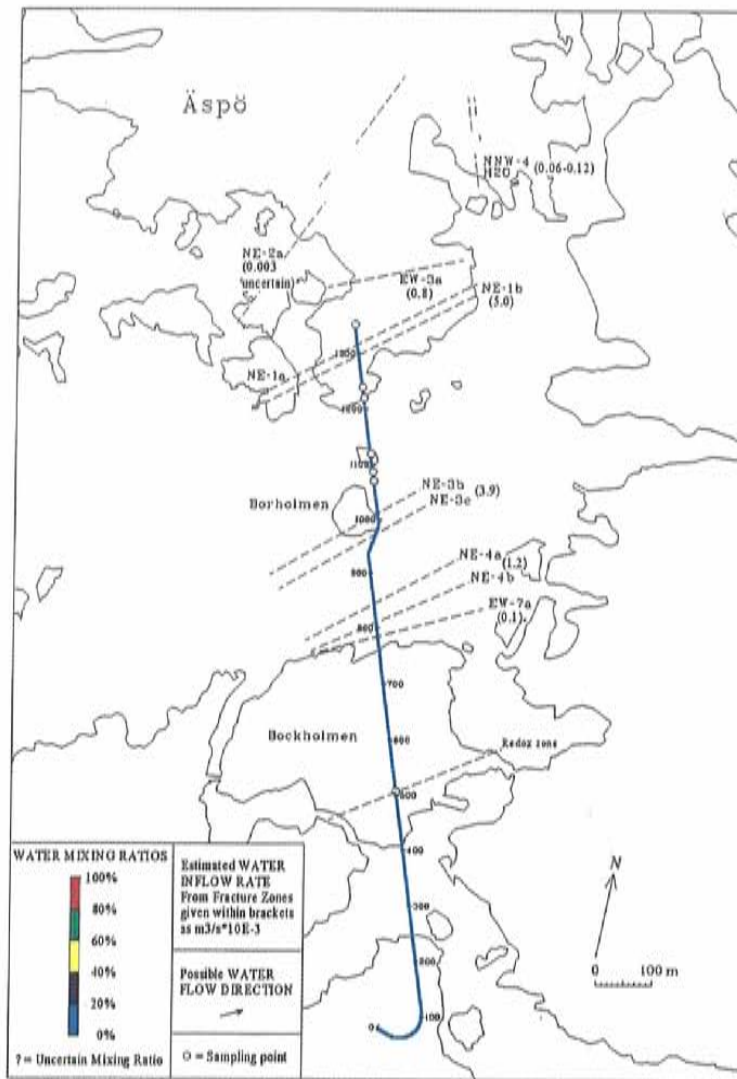 Äspö
NNW-4
H2O
(0.06-0.12)
NE-2a
(0.003
uncertain)
EW-3a
(0.8)
NE-1b
(5.0)
1300
NE-1a
1200
1100
NE-3b
(3.9)
NE-3c
Borholmen
1000
NE-4a
(1.2)
900
NE-4b
EW-7a
(0.1)
800
700
Bockholmen
600
Redox zone
500
400
300
200
100
0
N
0 100 m
WATER MIXING RATIOS
100%
80%
60%
40%
20%
0%
? = Uncertain Mixing Ratio
Estimated WATER
INFLOW RATE
From Fracture Zones
given within brackets
as m3/s*10E-3
Possible WATER
FLOW DIRECTION
= Sampling point